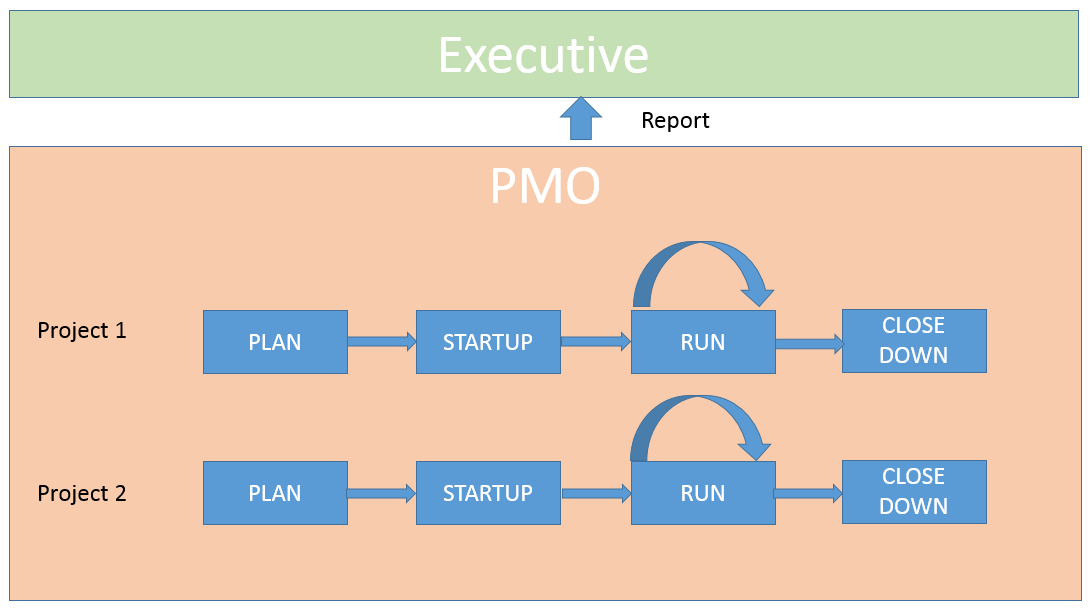 Executive
Report
PMO
Project 1
PLAN
STARTUP
RUN
CLOSE
DOWN
Project 2
PLAN
STARTUP
RUN
CLOSE
DOWN